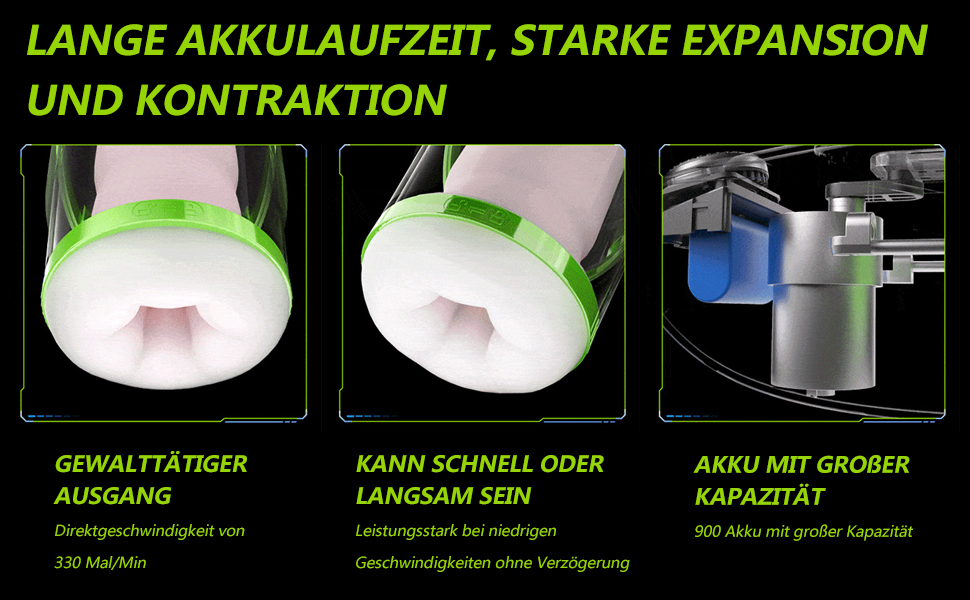 LANGE AKKULAUFZEIT, STARKE EXPANSION
UND KONTRAKTION
GEWALTTÄTIGER
AUSGANG
Direktgeschwindigkeit von
330 Mal/Min
KANN SCHNELL ODER
LANGSAM SEIN
Leistungsstark bei niedrigen
Geschwindigkeiten ohne Verzögerung
AKKU MIT GROßER
KAPAZITÄT
900 Akku mit großer Kapazität